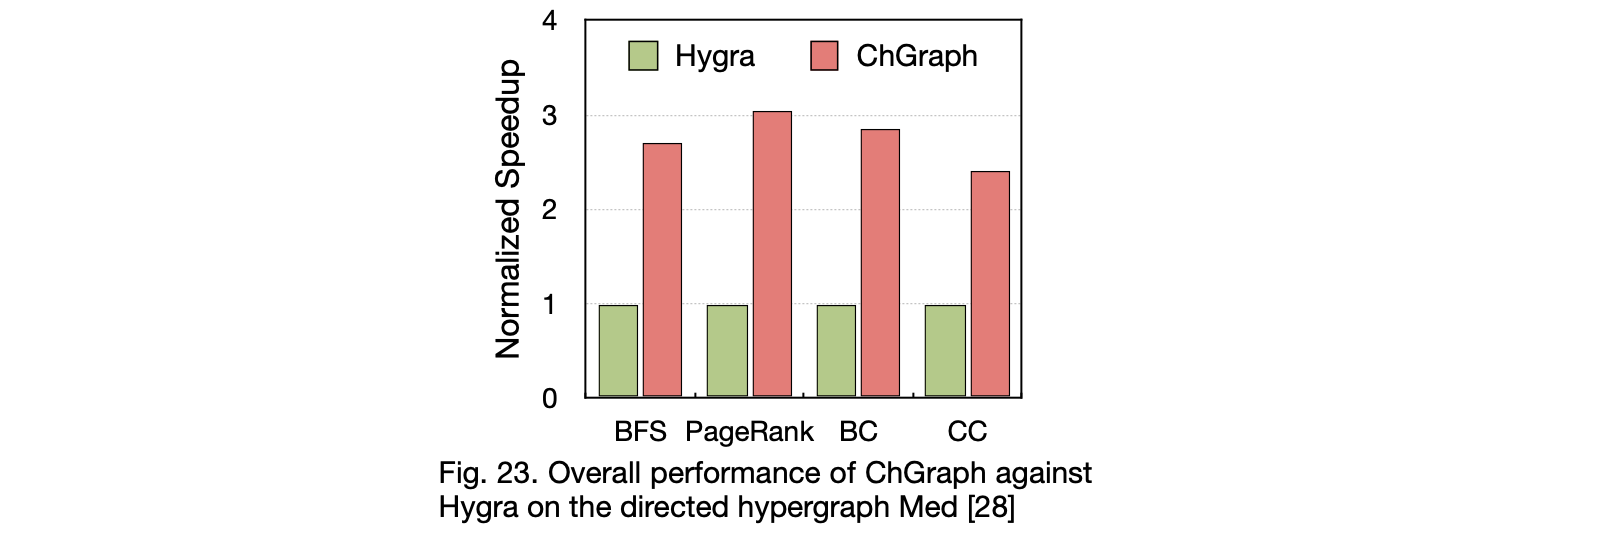 4
Hygra ChGraph
3
2
1
0
Normalized Speedup
BFS PageRank BC CC
Fig. 23. Overall performance of ChGraph against
Hygra on the directed hypergraph Med [28]